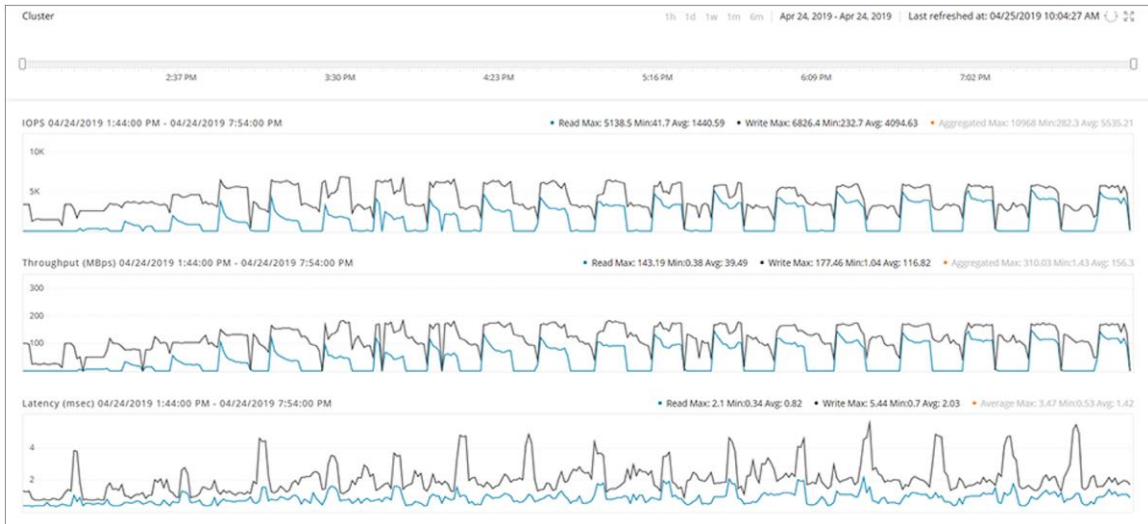 Cluster 1h 1d 1w 1m 6m Apr 24, 2019 - Apr 24, 2019 Last refreshed at: 04/25/2019 10:04:27 AM
2:37 PM 3:30 PM 4:23 PM 5:16 PM 6:09 PM 7:02 PM
IOPS 04/24/2019 1:44:00 PM - 04/24/2019 7:54:00 PM • Read Max: 5138.5 Min:41.7 Avg: 1440.59 • Write Max: 6826.4 Min:232.7 Avg: 4094.63 • Aggregated Max: 10968 Min:282.3 Avg: 5535.21
10K
5K
Throughput (MBps) 04/24/2019 1:44:00 PM - 04/24/2019 7:54:00 PM • Read Max: 143.19 Min:0.38 Avg: 39.49 • Write Max: 177.46 Min:1.04 Avg: 116.82 • Aggregated Max: 310.03 Min:1.43 Avg: 156.3
300
200
100
Latency (msec) 04/24/2019 1:44:00 PM - 04/24/2019 7:54:00 PM • Read Max: 2.1 Min:0.34 Avg: 0.82 • Write Max: 5.44 Min:0.7 Avg: 2.03 • Average Max: 3.47 Min:0.53 Avg: 1.42
4
2